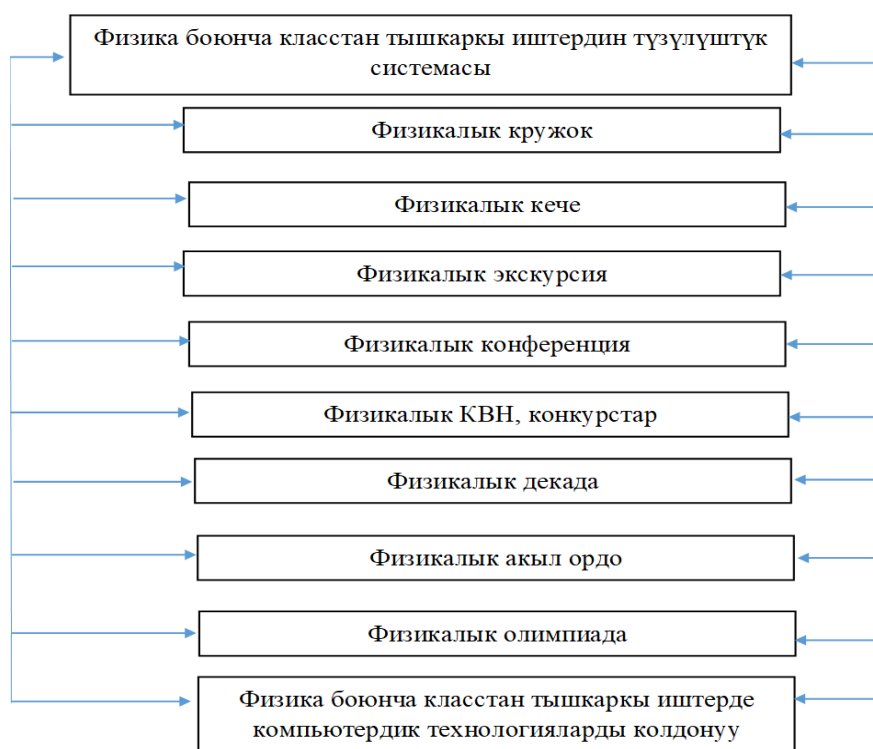 Физика боюнча класстан тышкаркы иштердин түзүлүштүк
системасы
Физикалык кружок
Физикалык кече
Физикалык экскурсия
Физикалык конференция
Физикалык КВН, конкурстар
Физикалык декада
Физикалык акыл ордо
Физикалык олимпиада
Физика боюнча класстан тышкаркы иштерде
компьютердик технологияларды колдонуу